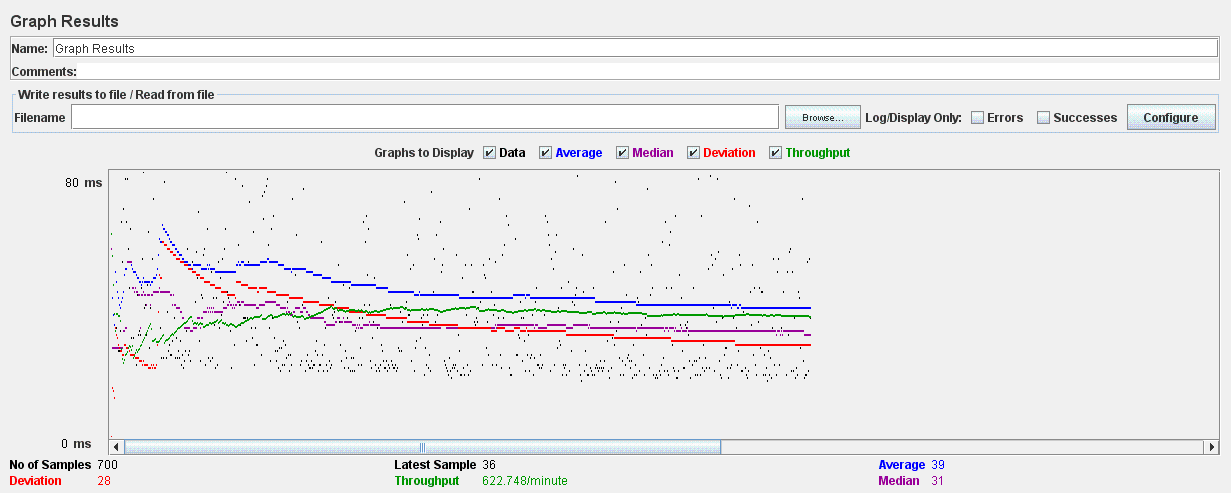 Graph Results
Name: Graph Results
Comments:
Write results to file / Read from file
Filename Browse... Log/Display Only: Errors Successes Configure
Graphs to Display Data Average Median Deviation Throughput
80 ms
0 ms
No of Samples 700 Latest Sample 36 Average 39
Deviation 28 Throughput 622.748/minute Median 31